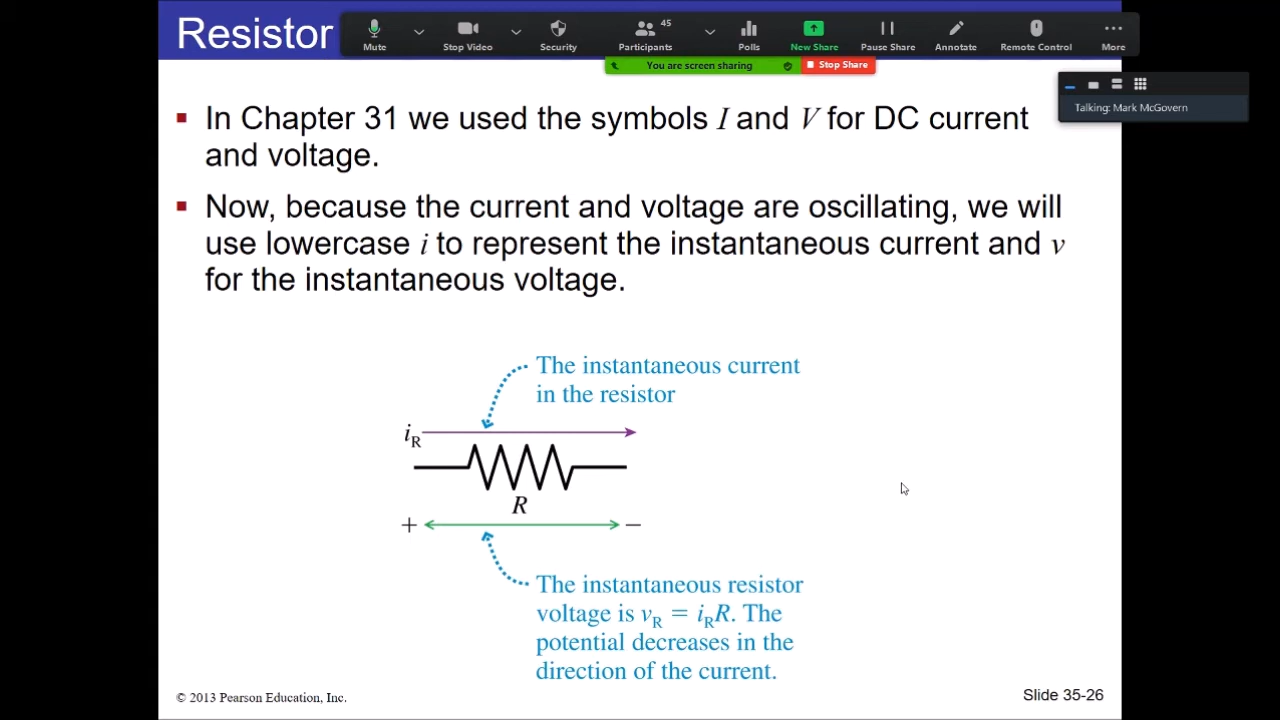 Resistor
Mute
Stop Video
Security
Participants
45
Polls
New Share
Pause Share
Annotate
Remote Control
More
You are screen sharing
Stop Share
Talking: Mark McGovern
In Chapter 31 we used the symbols I and V for DC current
and voltage.
Now, because the current and voltage are oscillating, we will
use lowercase i to represent the instantaneous current and v
for the instantaneous voltage.
The instantaneous current
in the resistor
iR
R
+ −
The instantaneous resistor
voltage is vR = iRR. The
potential decreases in the
direction of the current.
© 2013 Pearson Education, Inc.
Slide 35-26